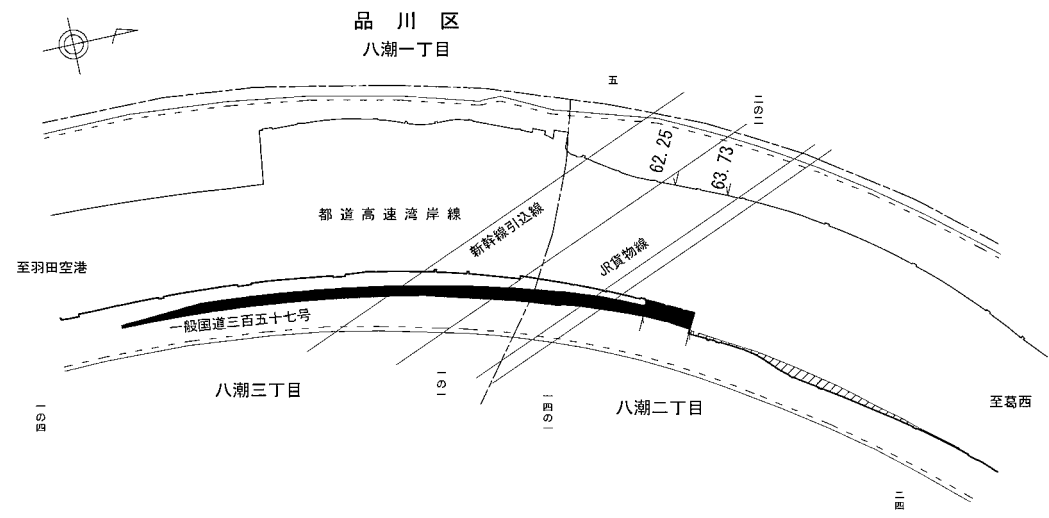 品川区
八潮一丁目
五
二の二
62.25
63.73
都道高速湾岸線
新幹線引込線
JR貨物線
至羽田空港
一般国道三百五十七号
八潮三丁目
一の一
一四の一
八潮二丁目
至葛西
一の四
二四